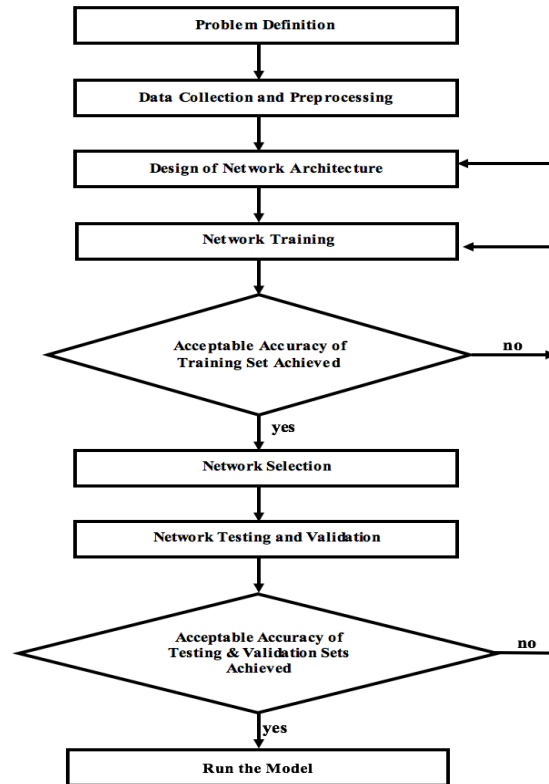 Problem Definition
Data Collection and Preprocessing
Design of Network Architecture
Network Training
Acceptable Accuracy of
Training Set Achieved
no
yes
Network Selection
Network Testing and Validation
Acceptable Accuracy of
Testing & Validation Sets
Achieved
no
yes
Run the Model